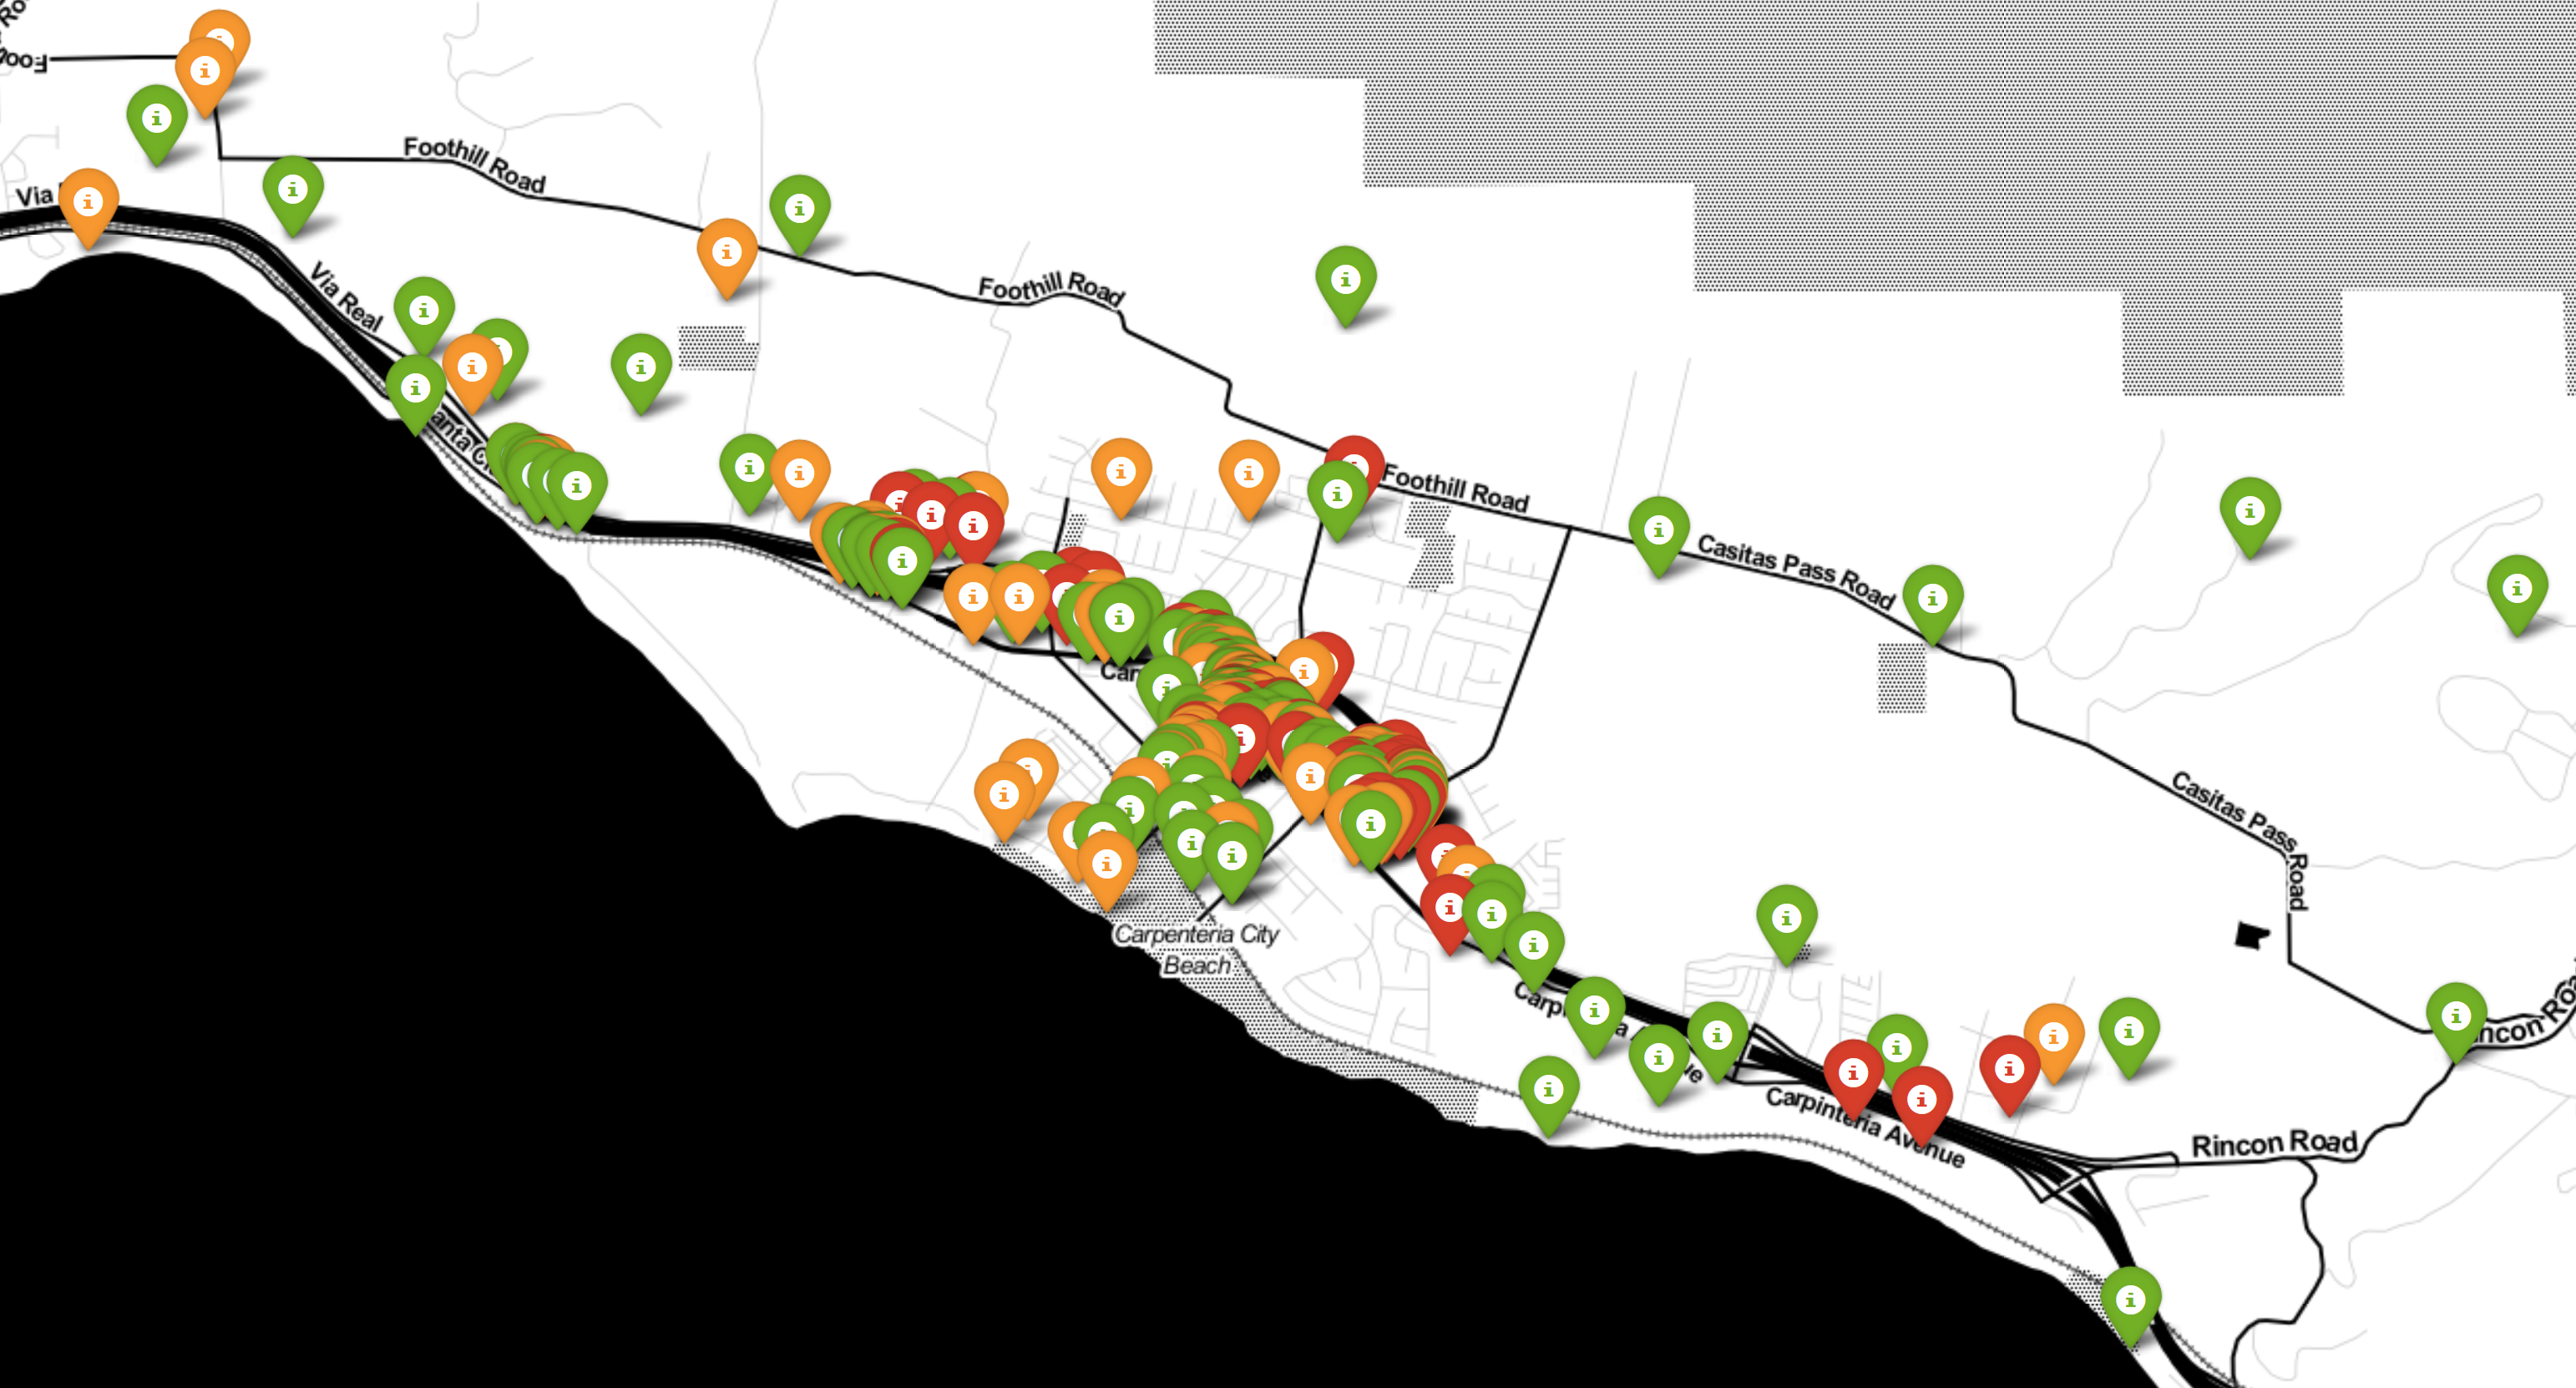 Foothill Road
Via
Via Real
Foothill Road
Foothill Road
Casitas Pass Road
Casitas Pass
Road
Carpenteria City
Beach
Carpinteria Avenue
Rincon Road